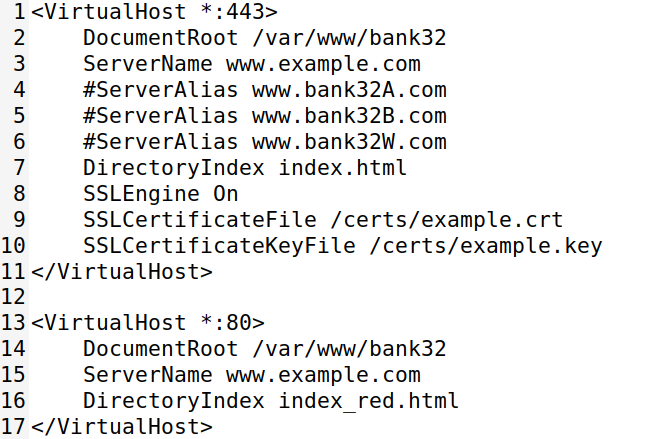 1 <VirtualHost *:443>
2     DocumentRoot /var/www/bank32
3     ServerName www.example.com
4     #ServerAlias www.bank32A.com
5     #ServerAlias www.bank32B.com
6     #ServerAlias www.bank32W.com
7     DirectoryIndex index.html
8     SSLEngine On
9     SSLCertificateFile /certs/example.crt
10     SSLCertificateKeyFile /certs/example.key
11 </VirtualHost>
12
13 <VirtualHost *:80>
14     DocumentRoot /var/www/bank32
15     ServerName www.example.com
16     DirectoryIndex index_red.html
17 </VirtualHost>